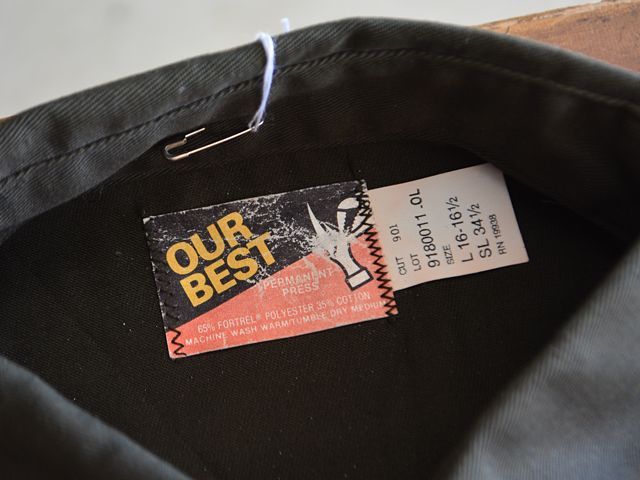 OUR
BEST
PERMANENT
PRESS
65% FORTREL® POLYESTER 35% COTTON
MACHINE WASH WARM/TUMBLE DRY MEDIUM
CUT 901
LOT
9180011 .0L
SIZE
L 16-16½
SL 34½
RN 19938